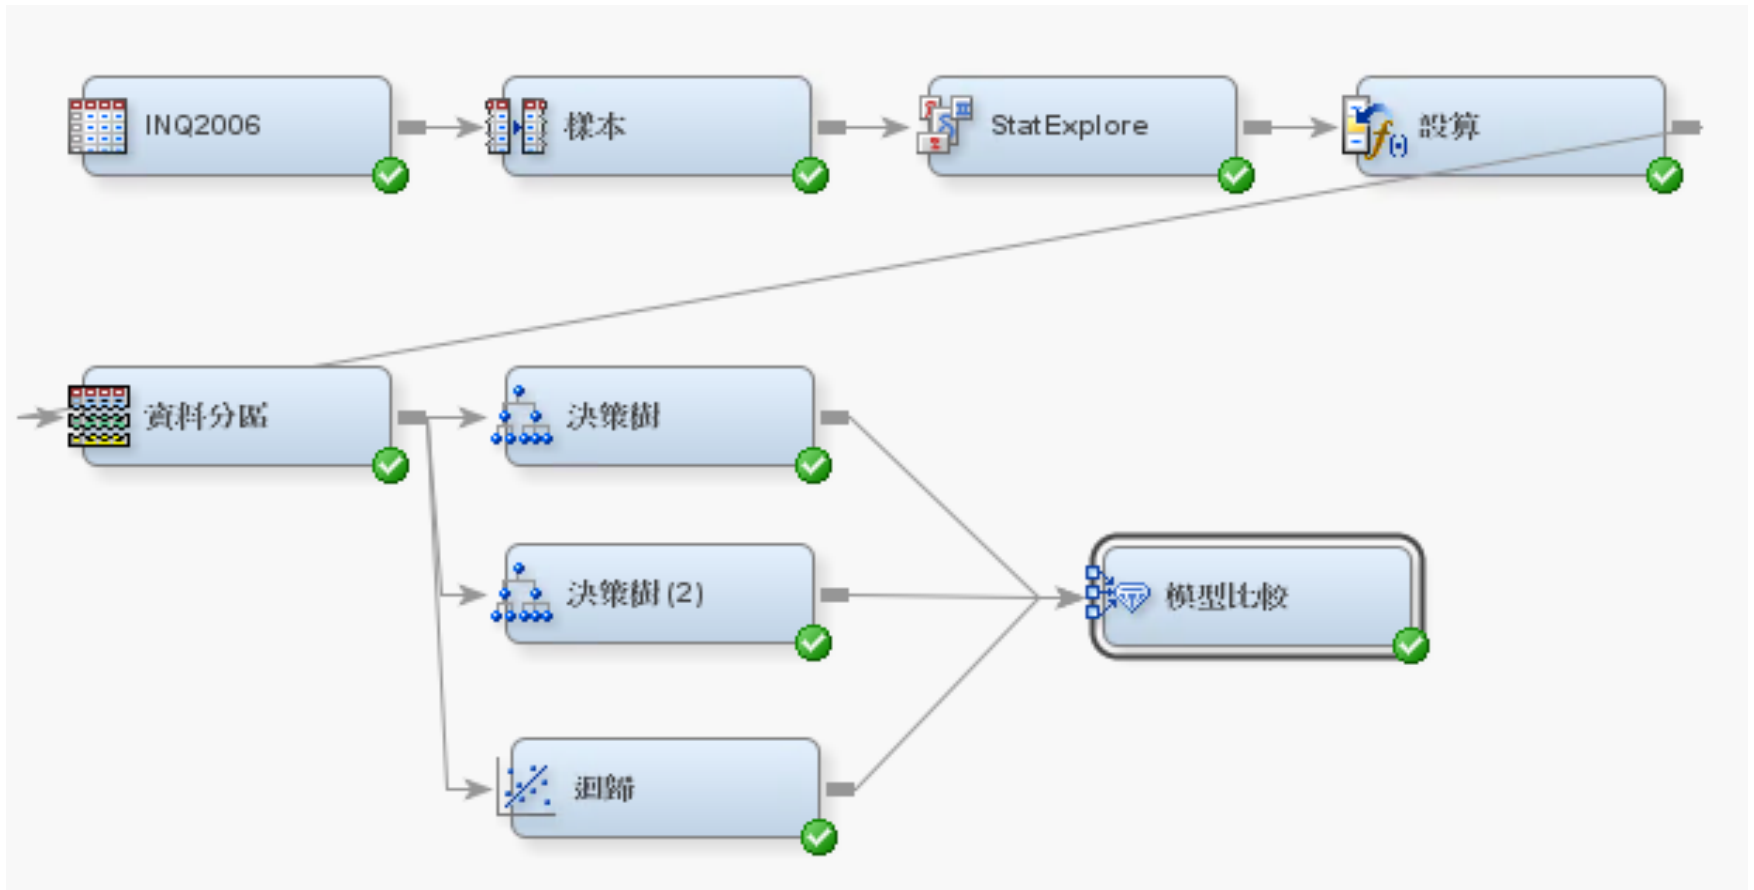 INQ2006
樣本
StatExplore
設算
資料分區
決策樹
決策樹 (2)
模型比較
迴歸